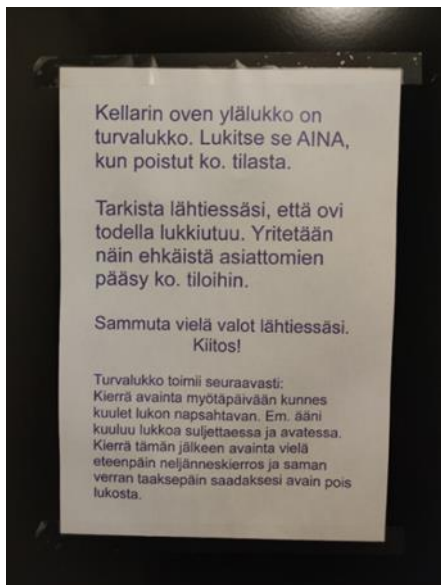 Kellarin oven ylälukko on
turvalukko. Lukitse se AINA,
kun poistut ko. tilasta.
Tarkista lähtiessäsi, että ovi
todella lukkiutuu. Yritetään
näin ehkäistä asiattomien
pääsy ko. tiloihin.
Sammuta vielä valot lähtiessäsi.
Kiitos!
Turvalukko toimii seuraavasti:
Kierrä avainta myötäpäivään kunnes
kuulet lukon napsahtavan. Em. ääni
kuuluu lukkoa suljettaessa ja avatessa.
Kierrä tämän jälkeen avainta vielä
eteenpäin neljänneskierros ja saman
verran taaksepäin saadaksesi avain pois
lukosta.